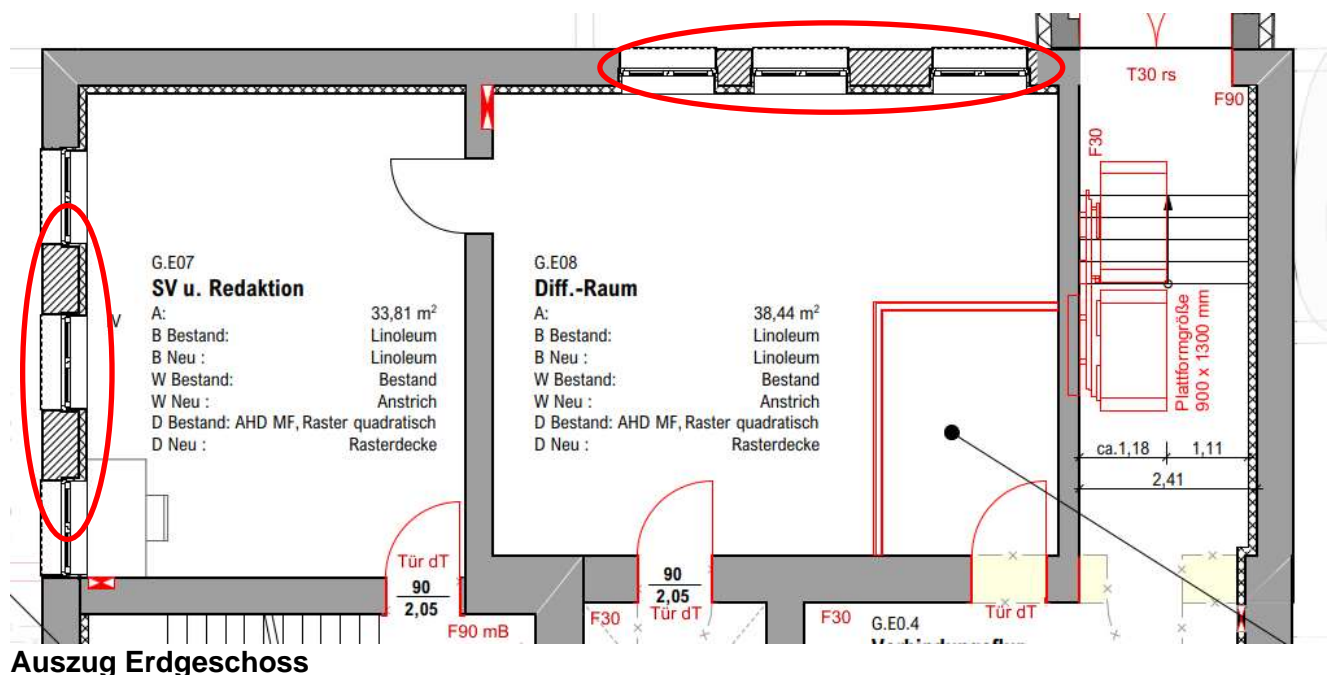 T30 rs
F90
F30
G.E07
SV u. Redaktion
A: 33,81 m²
B Bestand: Linoleum
B Neu : Linoleum
W Bestand: Bestand
W Neu : Anstrich
D Bestand: AHD MF, Raster quadratisch
D Neu : Rasterdecke
G.E08
Diff.-Raum
A: 38,44 m²
B Bestand: Linoleum
B Neu : Linoleum
W Bestand: Bestand
W Neu : Anstrich
D Bestand: AHD MF, Raster quadratisch
D Neu : Rasterdecke
Plattformgröße
900 x 1300 mm
ca.1,18 1,11
2,41
Tür dT
90
2,05
F90 mB
F30
90
2,05
Tür dT
F30
G.E0.4
Tür dT
Auszug Erdgeschoss